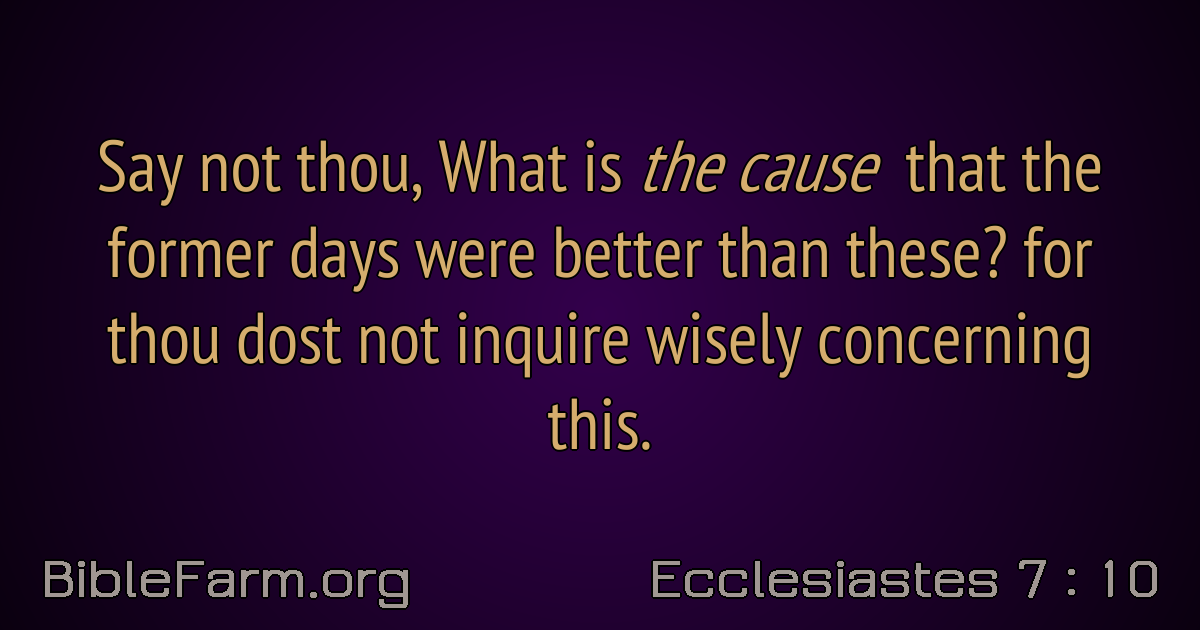 Say not thou, What is the cause that the
former days were better than these? for
thou dost not inquire wisely concerning
this.
BibleFarm.org
Ecclesiastes 7 : 10